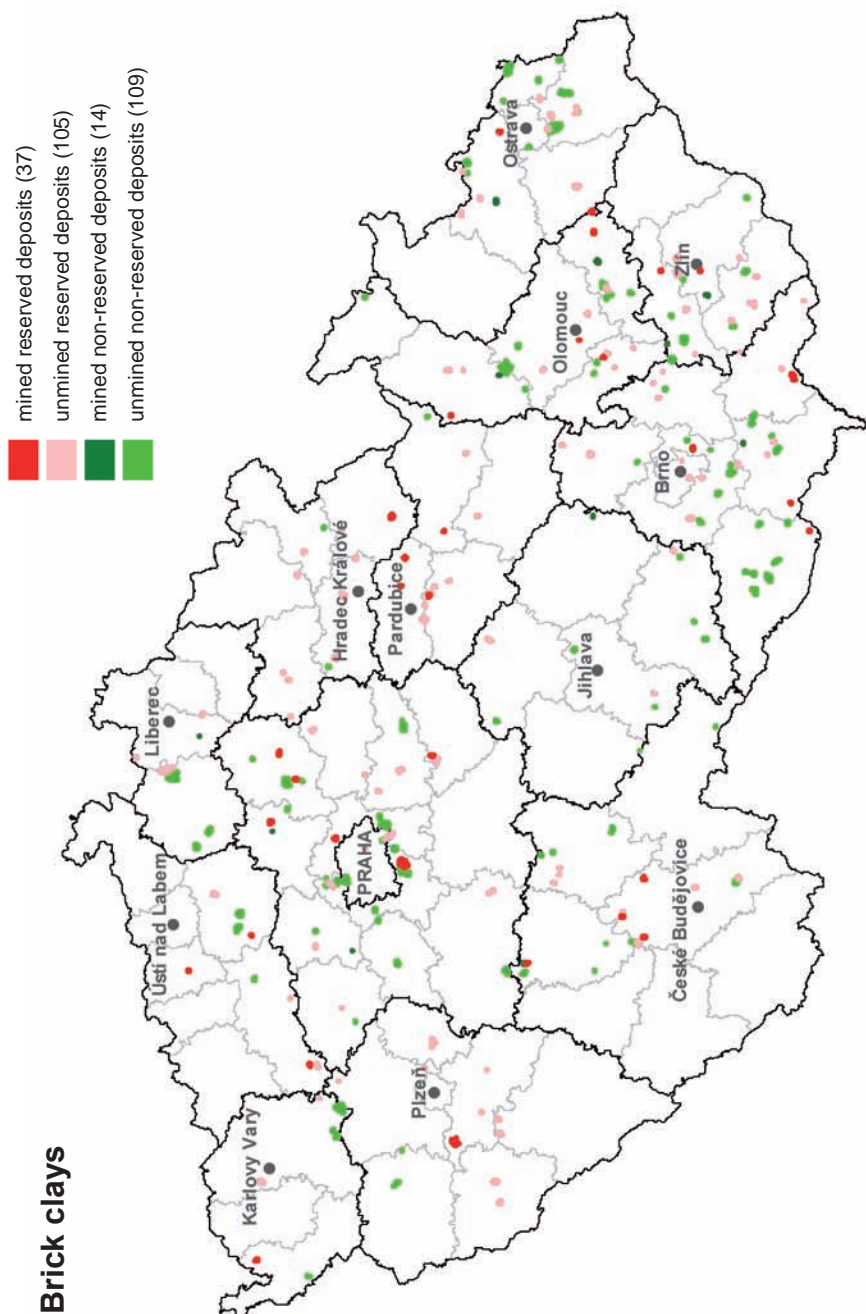 Brick clays
mined reserved deposits (37)
unmined reserved deposits (105)
mined non-reserved deposits (14)
unmined non-reserved deposits (109)
Karlovy Vary
Ústí nad Labem
Liberec
Hradec Králové
Pardubice
PRAHA
Plzeň
České Budějovice
Jihlava
Brno
Olomouc
Ostrava
Zlín